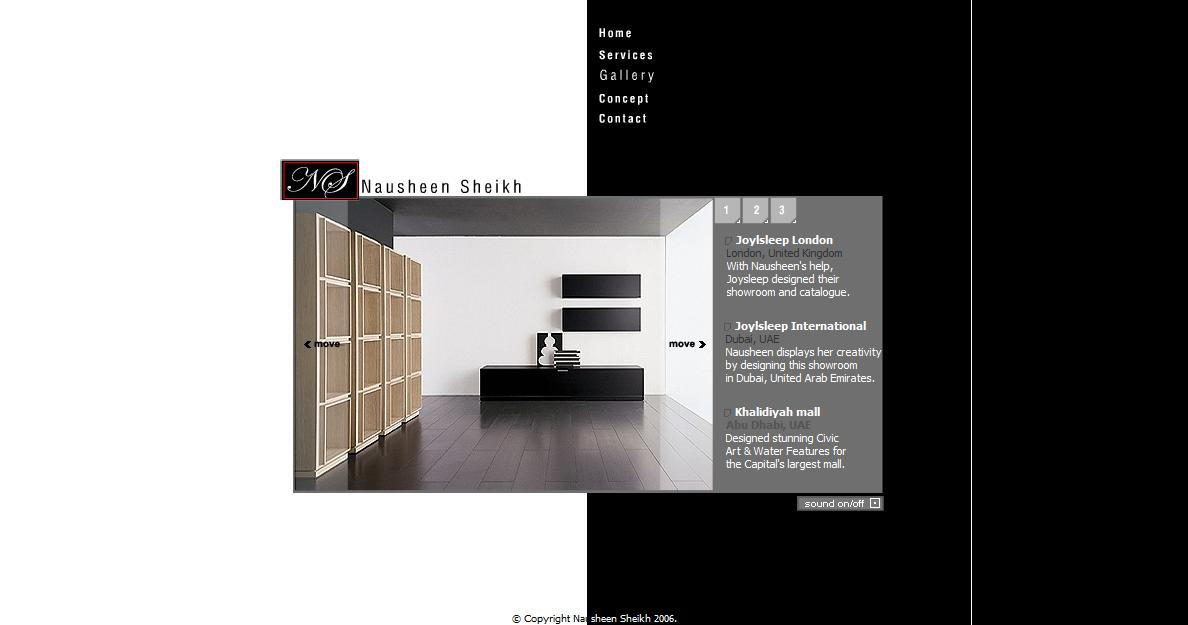 Home
Services
Gallery
Concept
Contact
NS
Nausheen Sheikh
1 2 3
Joylsleep London
London, United Kingdom
With Nausheen's help,
Joysleep designed their
showroom and catalogue.
Joylsleep International
Dubai, UAE
Nausheen displays her creativity
by designing this showroom
in Dubai, United Arab Emirates.
Khalidiyah mall
Abu Dhabi, UAE
Designed stunning Civic
Art & Water Features for
the Capital's largest mall.
move
move
sound on/off
© Copyright Nausheen Sheikh 2006.